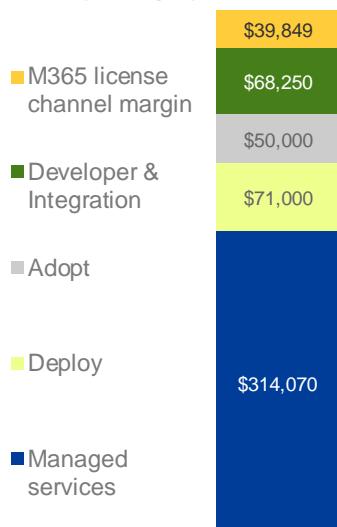 $39,849
M365 license
channel margin
$68,250
$50,000
Developer &
Integration
$71,000
Adopt
Deploy
$314,070
Managed
services